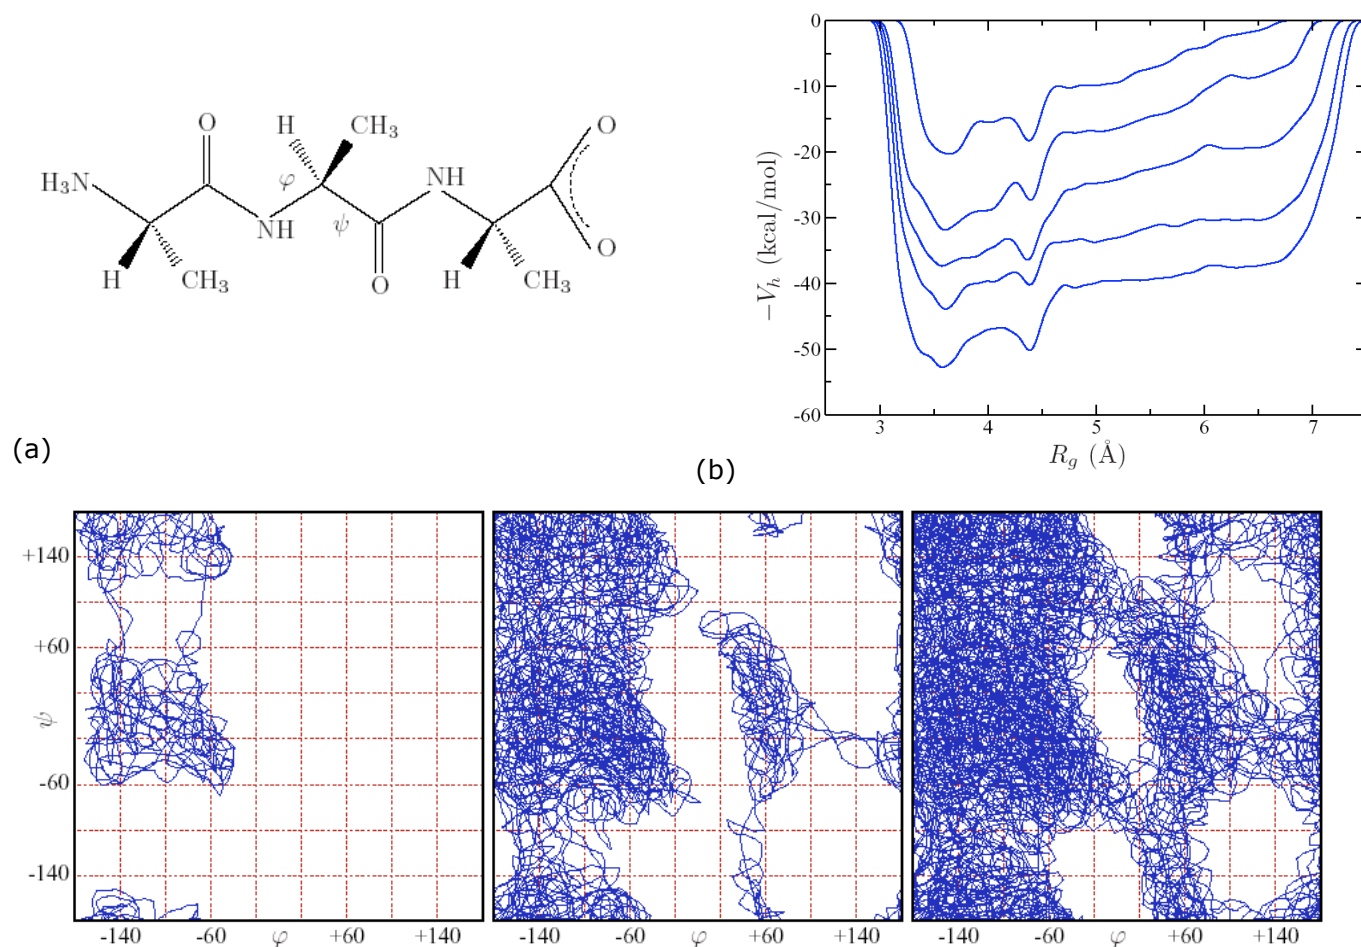 O
H
CH3
H3N
φ
ψ
NH
NH
O
O
H
CH3
O
H
CH3
(a)
0
-10
-20
-30
-40
-50
-60
−Vh (kcal/mol)
3 4 5 6 7
Rg (Å)
(b)
+140
+60
ψ
-60
-140
-140 -60 φ +60 +140
-140 -60 φ +60 +140
-140 -60 φ +60 +140